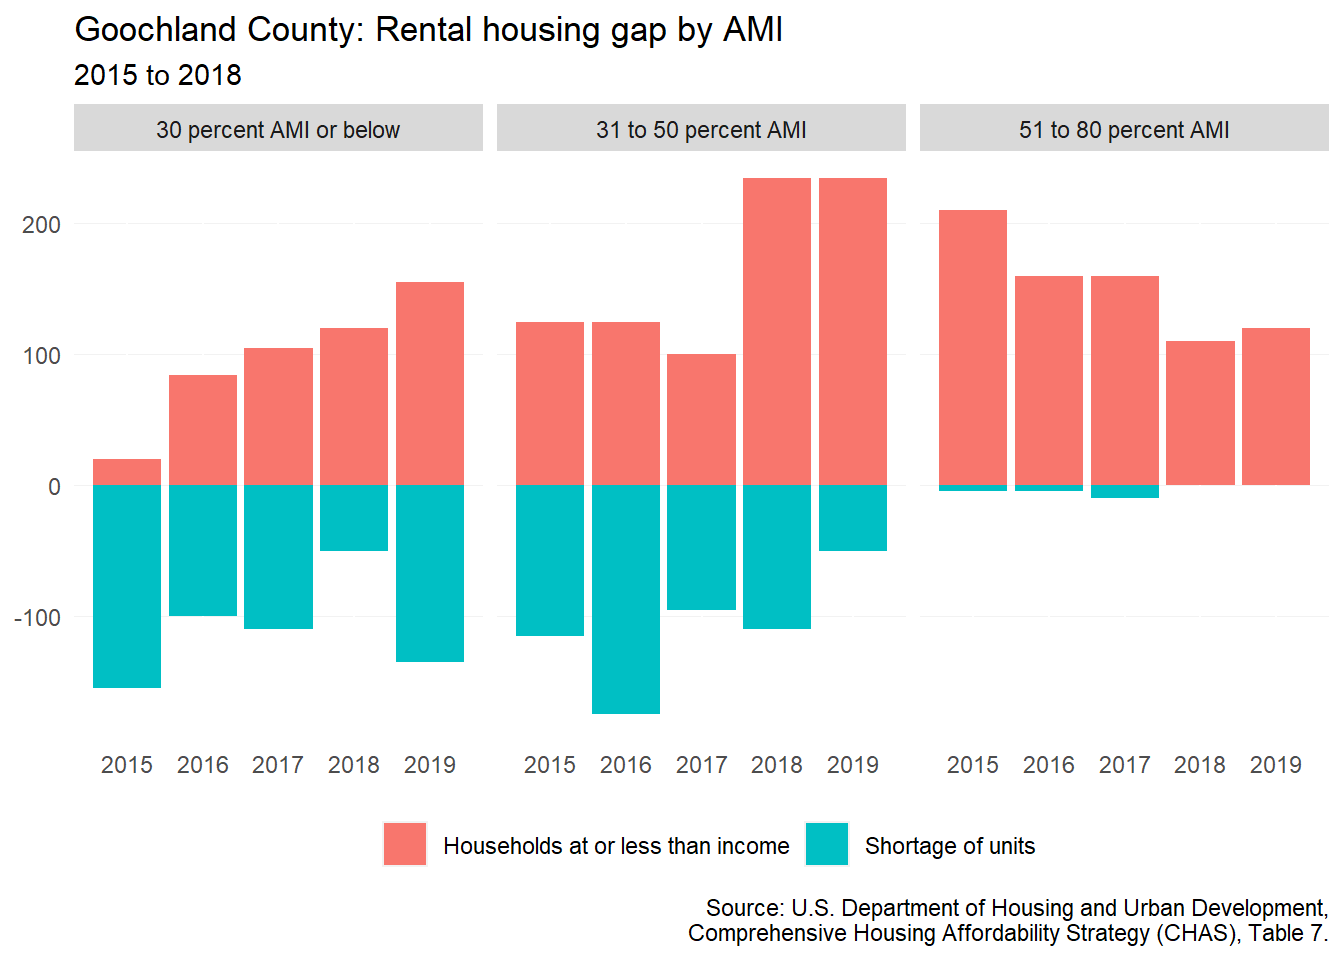 Goochland County: Rental housing gap by AMI
2015 to 2018
30 percent AMI or below
31 to 50 percent AMI
51 to 80 percent AMI
200
100
0
-100
2015 2016 2017 2018 2019
2015 2016 2017 2018 2019
2015 2016 2017 2018 2019
Households at or less than income
Shortage of units
Source: U.S. Department of Housing and Urban Development,
Comprehensive Housing Affordability Strategy (CHAS), Table 7.